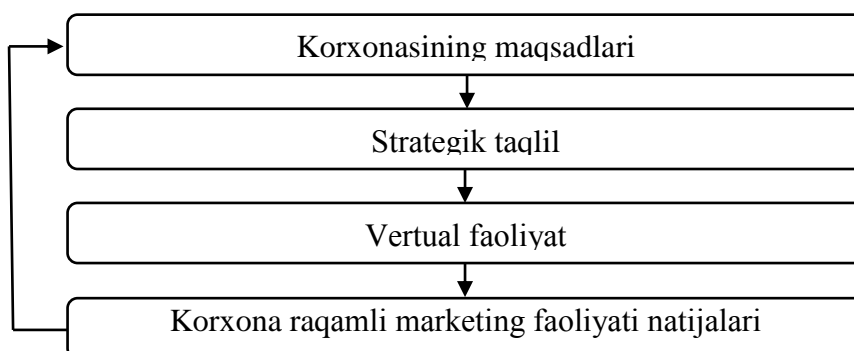 Korxonasining maqsadlari
Strategik taqlil
Vertual faoliyat
Korxona raqamli marketing faoliyati natijalari